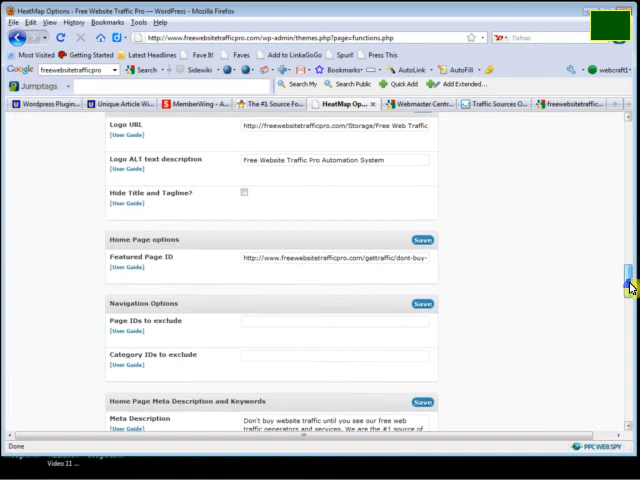 HeatMap Options - Free Website Traffic Pro — WordPress - Mozilla Firefox
File Edit View History Bookmarks Tools Help
http://www.freewebsitetrafficpro.com/wp-admin/themes.php?page=functions.php Yahoo
Most Visited Getting Started Latest Headlines Fave It! Faves Add to LinkaGoGo Spurl! Press This
Google freewebsitetrafficpro Search Sidewiki Bookmarks AutoLink AutoFill webcraft1
Jumptags Search My Search Public Quick Add Add Extended...
Wordpress Plugin... Unique Article Wi... MemberWing - A... The #1 Source Fo... HeatMap Op... Webmaster Centr... Traffic Sources O... freewebsitetraffic...
Logo URL http://freewebsitetrafficpro.com/Storage/Free Web Traffic
[User Guide]
Logo ALT text description Free Website Traffic Pro Automation System
[User Guide]
Hide Title and Tagline?
[User Guide]
Home Page options Save
Featured Page ID http://www.freewebsitetrafficpro.com/gettraffic/dont-buy-
[User Guide]
Navigation Options Save
Page IDs to exclude
[User Guide]
Category IDs to exclude
[User Guide]
Home Page Meta Description and Keywords Save
Meta Description Don't buy website traffic until you see our free web
traffic generators and services. We are the #1 source of
Done PPC WEB SPY
Video 11 ...